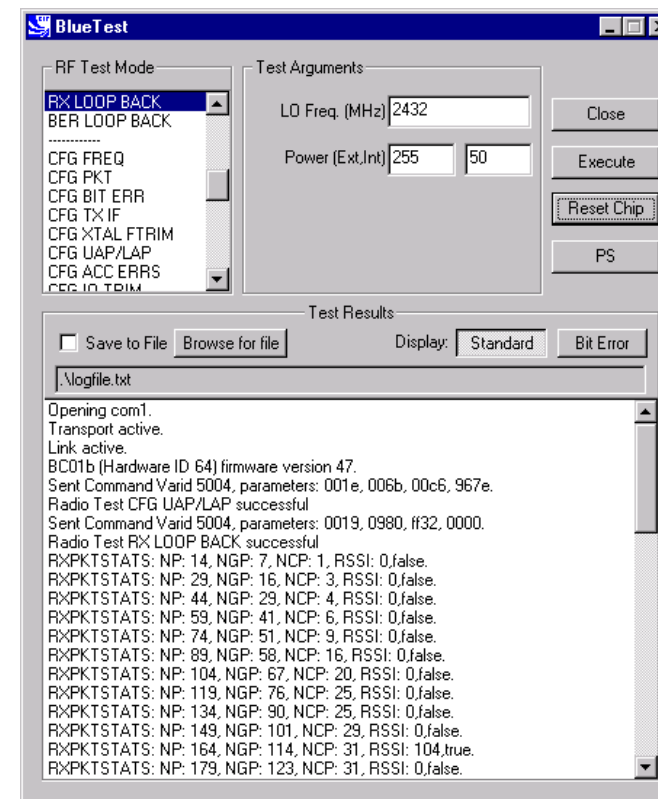 BlueTest
RF Test Mode
RX LOOP BACK
BER LOOP BACK
------------
CFG FREQ
CFG PKT
CFG BIT ERR
CFG TX IF
CFG XTAL FTRIM
CFG UAP/LAP
CFG ACC ERRS
CFG IQ TRIM
Test Arguments
LO Freq. (MHz) 2432
Power (Ext,Int) 255 50
Close
Execute
Reset Chip
PS
Test Results
Save to File Browse for file Display: Standard Bit Error
.\logfile.txt
Opening com1.
Transport active.
Link active.
BC01b (Hardware ID 64) firmware version 47.
Sent Command Varid 5004, parameters: 001e, 006b, 00c6, 967e.
Radio Test CFG UAP/LAP successful
Sent Command Varid 5004, parameters: 0019, 0980, ff32, 0000.
Radio Test RX LOOP BACK successful
RXPKTSTATS: NP: 14, NGP: 7, NCP: 1, RSSI: 0,false.
RXPKTSTATS: NP: 29, NGP: 16, NCP: 3, RSSI: 0,false.
RXPKTSTATS: NP: 44, NGP: 29, NCP: 4, RSSI: 0,false.
RXPKTSTATS: NP: 59, NGP: 41, NCP: 6, RSSI: 0,false.
RXPKTSTATS: NP: 74, NGP: 51, NCP: 9, RSSI: 0,false.
RXPKTSTATS: NP: 89, NGP: 58, NCP: 16, RSSI: 0,false.
RXPKTSTATS: NP: 104, NGP: 67, NCP: 20, RSSI: 0,false.
RXPKTSTATS: NP: 119, NGP: 76, NCP: 25, RSSI: 0,false.
RXPKTSTATS: NP: 134, NGP: 90, NCP: 25, RSSI: 0,false.
RXPKTSTATS: NP: 149, NGP: 101, NCP: 29, RSSI: 0,false.
RXPKTSTATS: NP: 164, NGP: 114, NCP: 31, RSSI: 104,true.
RXPKTSTATS: NP: 179, NGP: 123, NCP: 31, RSSI: 0,false.